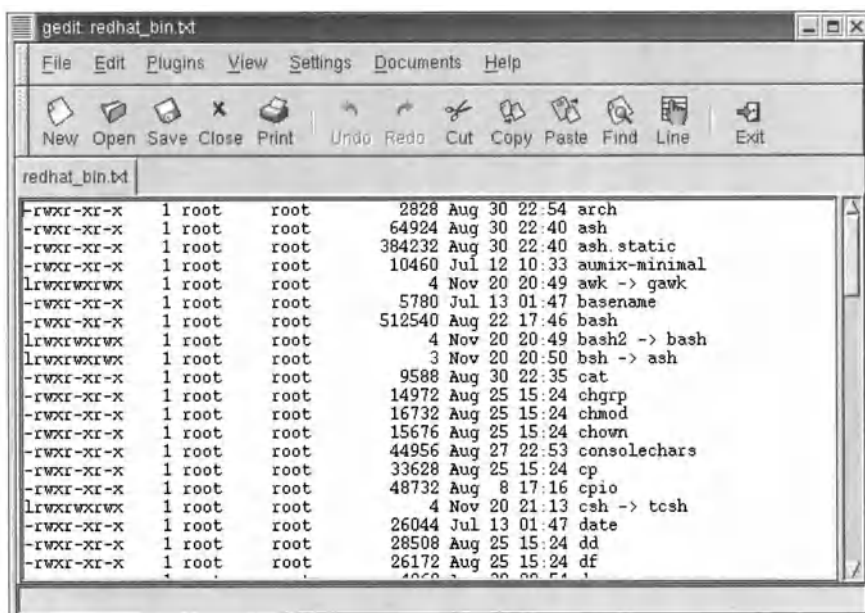 gedit: redhat_bin.txt
File Edit Plugins View Settings Documents Help
New Open Save Close Print Undo Redo Cut Copy Paste Find Line Exit
redhat_bin.txt
-rwxr-xr-x 1 root root 2828 Aug 30 22:54 arch
-rwxr-xr-x 1 root root 64924 Aug 30 22:40 ash
-rwxr-xr-x 1 root root 384232 Aug 30 22:40 ash.static
-rwxr-xr-x 1 root root 10460 Jul 12 10:33 aumix-minimal
lrwxrwxrwx 1 root root 4 Nov 20 20:49 awk -> gawk
-rwxr-xr-x 1 root root 5780 Jul 13 01:47 basename
-rwxr-xr-x 1 root root 512540 Aug 22 17:46 bash
lrwxrwxrwx 1 root root 4 Nov 20 20:49 bash2 -> bash
lrwxrwxrwx 1 root root 3 Nov 20 20:50 bsh -> ash
-rwxr-xr-x 1 root root 9588 Aug 30 22:35 cat
-rwxr-xr-x 1 root root 14972 Aug 25 15:24 chgrp
-rwxr-xr-x 1 root root 16732 Aug 25 15:24 chmod
-rwxr-xr-x 1 root root 15676 Aug 25 15:24 chown
-rwxr-xr-x 1 root root 44956 Aug 27 22:53 consolechars
-rwxr-xr-x 1 root root 33628 Aug 25 15:24 cp
-rwxr-xr-x 1 root root 48732 Aug 8 17:16 cpio
lrwxrwxrwx 1 root root 4 Nov 20 21:13 csh -> tcsh
-rwxr-xr-x 1 root root 26044 Jul 13 01:47 date
-rwxr-xr-x 1 root root 28508 Aug 25 15:24 dd
-rwxr-xr-x 1 root root 26172 Aug 25 15:24 df